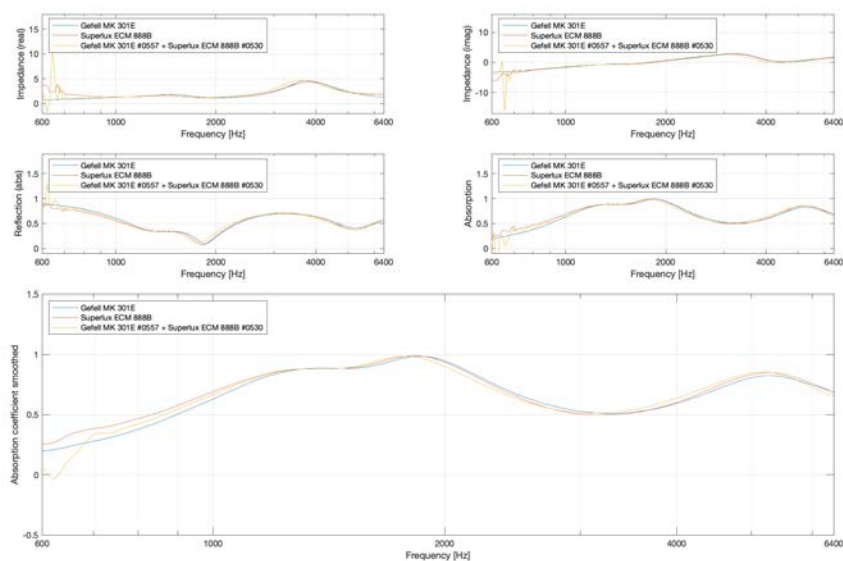 Impedance (real)
15
10
5
0
Gefell MK 301E
Superlux ECM 888B
Gefell MK 301E #0557 + Superlux ECM 888B #0530
600
1000
2000
4000
6400
Frequency [Hz]
Impedance (imag)
10
0
-10
Gefell MK 301E
Superlux ECM 888B
Gefell MK 301E #0557 + Superlux ECM 888B #0530
600
1000
2000
4000
6400
Frequency [Hz]
Reflection (abs)
1.5
1
0.5
0
Gefell MK 301E
Superlux ECM 888B
Gefell MK 301E #0557 + Superlux ECM 888B #0530
600
1000
2000
4000
6400
Frequency [Hz]
Absorption
1.5
1
0.5
0
Gefell MK 301E
Superlux ECM 888B
Gefell MK 301E #0557 + Superlux ECM 888B #0530
600
1000
2000
4000
6400
Frequency [Hz]
Absorption coefficient smoothed
1.5
1
0.5
0
-0.5
Gefell MK 301E
Superlux ECM 888B
Gefell MK 301E #0557 + Superlux ECM 888B #0530
600
1000
2000
4000
6400
Frequency [Hz]